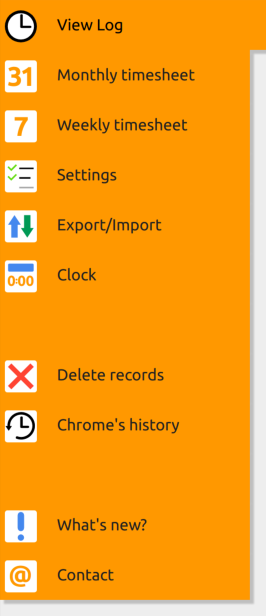 View Log
31 Monthly timesheet
7 Weekly timesheet
Settings
Export/Import
0:00 Clock
Delete records
Chrome's history
! What's new?
@ Contact